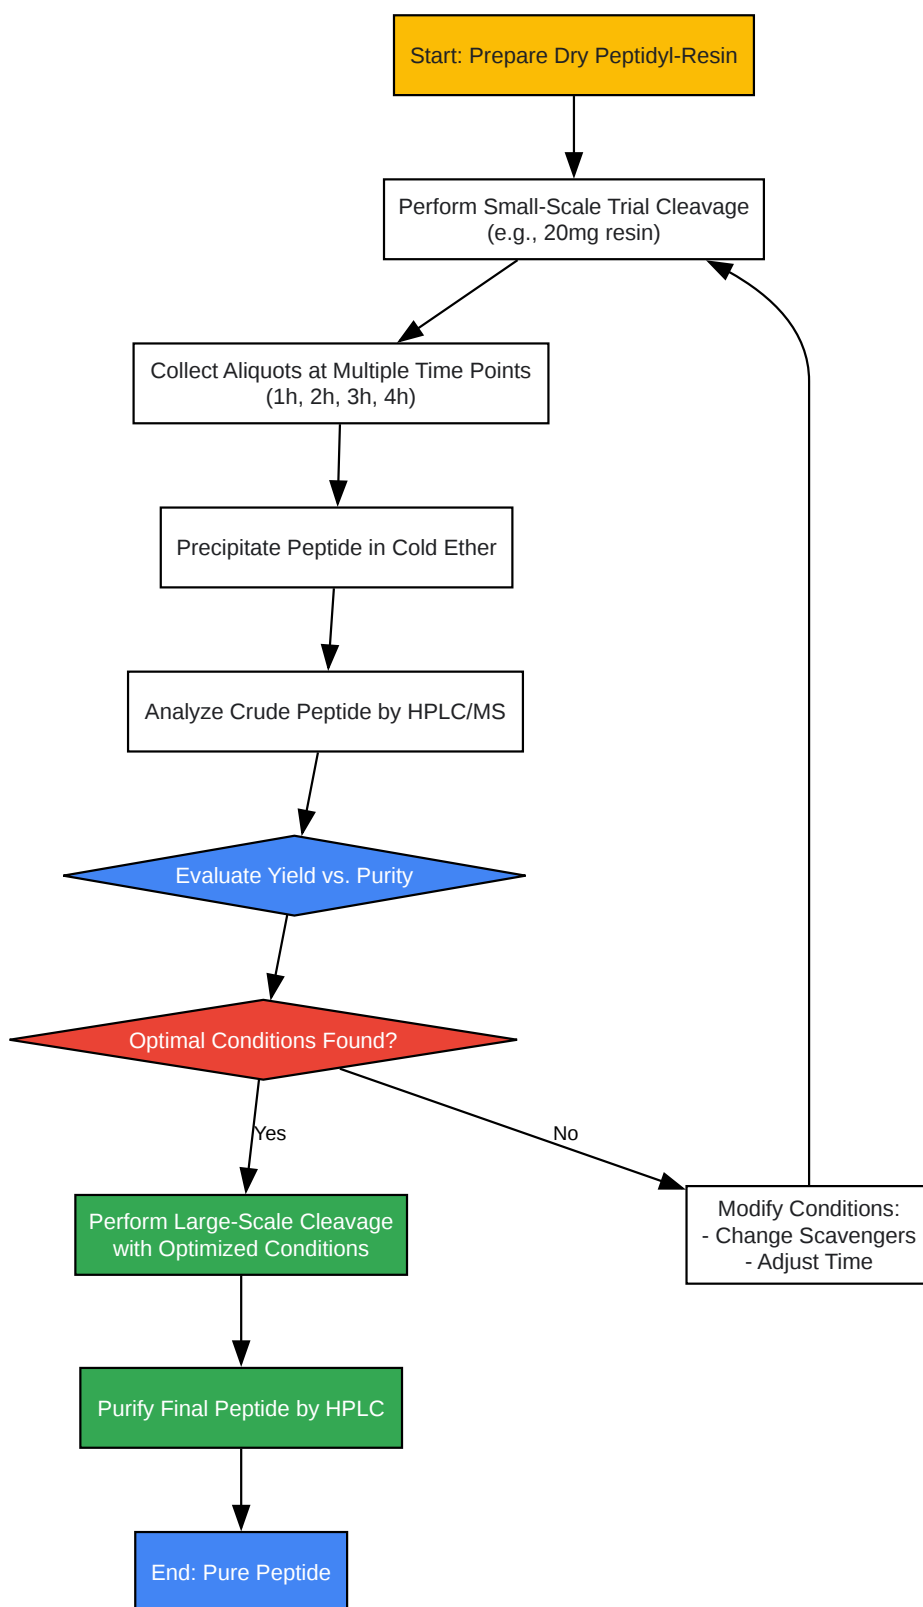 Start: Prepare Dry Peptidyl-Resin
Perform Small-Scale Trial Cleavage
(e.g., 20mg resin)
Collect Aliquots at Multiple Time Points
(1h, 2h, 3h, 4h)
Precipitate Peptide in Cold Ether
Analyze Crude Peptide by HPLC/MS
Evaluate Yield vs. Purity
Optimal Conditions Found?
Yes
No
Perform Large-Scale Cleavage
with Optimized Conditions
Modify Conditions:
- Change Scavengers
- Adjust Time
Purify Final Peptide by HPLC
End: Pure Peptide